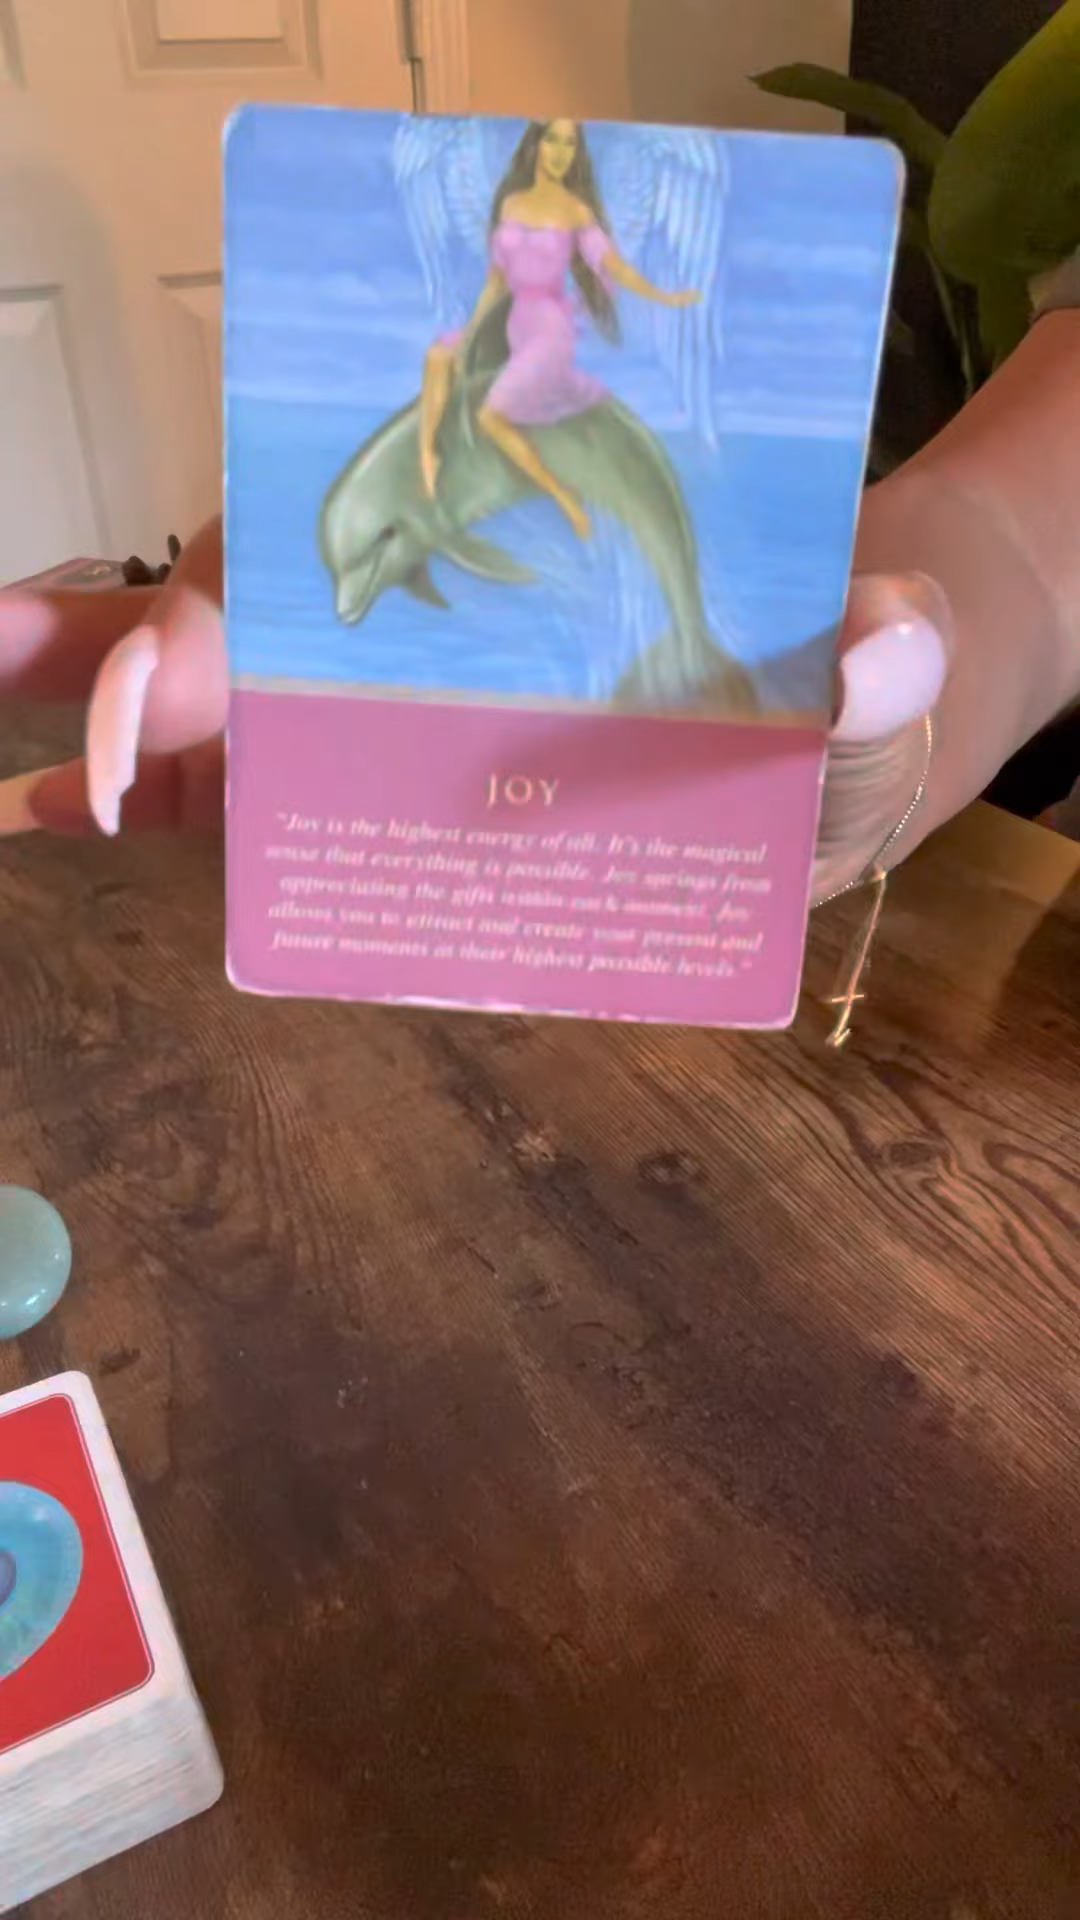 JOY
"Joy is the highest energy of all. It's the magical
sense that everything is possible. Joy springs from
appreciating the gifts within each moment. Joy
allows you to attract and create your present and
future moments at their highest possible levels."